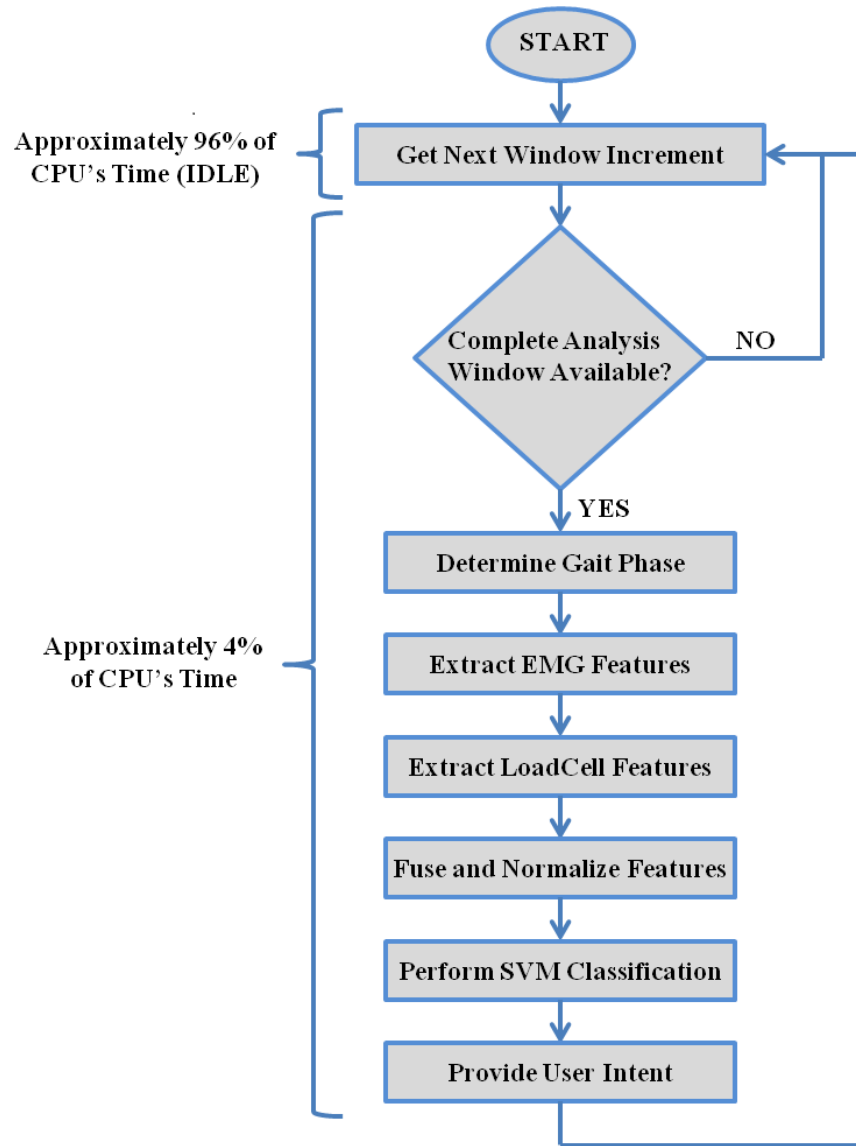 START
Approximately 96% of
CPU's Time (IDLE)
Get Next Window Increment
Complete Analysis
Window Available?
NO
YES
Determine Gait Phase
Extract EMG Features
Approximately 4%
of CPU's Time
Extract LoadCell Features
Fuse and Normalize Features
Perform SVM Classification
Provide User Intent